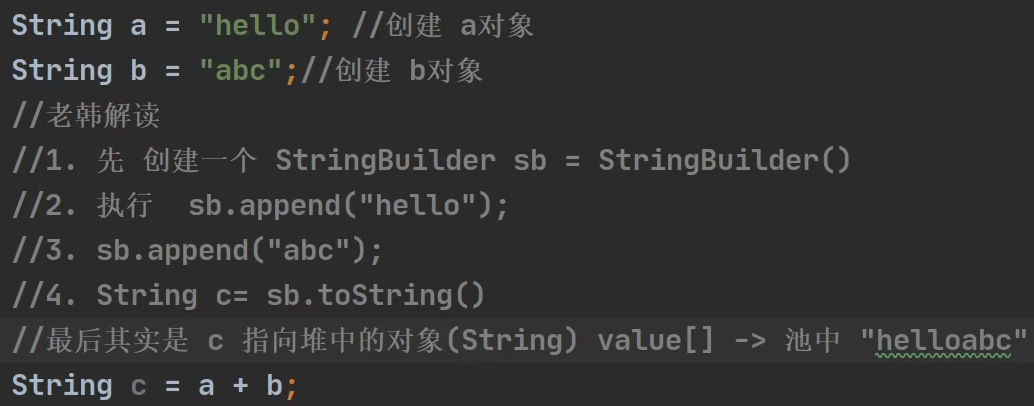 String a = "hello"; //创建 a对象
String b = "abc";//创建 b对象
//老韩解读
//1. 先 创建一个 StringBuilder sb = StringBuilder()
//2. 执行  sb.append("hello");
//3. sb.append("abc");
//4. String c= sb.toString()
//最后其实是 c 指向堆中的对象(String) value[] -> 池中 "helloabc"
String c = a + b;